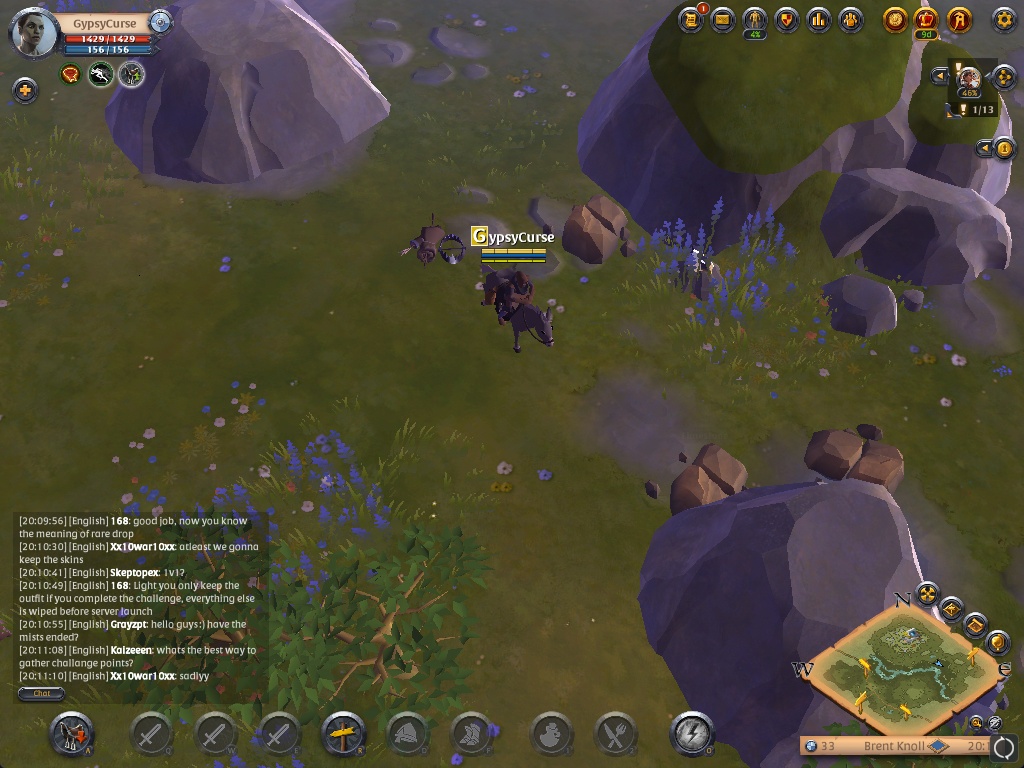 GypsyCurse
1429 / 1429
156 / 156
1
4%
9d
46%
1/13
GypsyCurse
[20:09:56] [English] 168: good job, now you know
the meaning of rare drop
[20:10:30] [English] Xx10war10xx: atleast we gonna
keep the skins
[20:10:41] [English] Skeptopex: 1v1?
[20:10:49] [English] 168: Light you only keep the
outfit if you complete the challenge, everything else
is wiped before server launch
[20:10:55] [English] Grayzpt: hello guys:) have the
mists ended?
[20:11:08] [English] Kaizeeen: whats the best way to
gather challange points?
[20:11:10] [English] Xx10war10xx: sadlyy
Chat
N
W
E
A
Q
W
E
R
D
F
33
Brent Knoll
20: